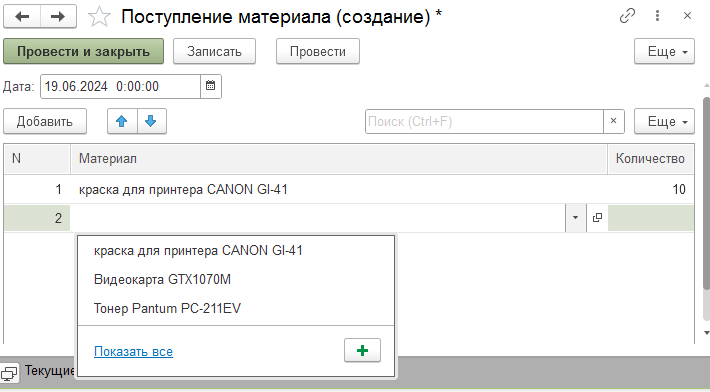 Поступление материала (создание) *
Провести и закрыть Записать Провести Еще
Дата: 19.06.2024 0:00:00
Добавить Поиск (Ctrl+F) × Еще
N Материал Количество
1 краска для принтера CANON GI-41 10
2
краска для принтера CANON GI-41
Видеокарта GTX1070M
Тонер Pantum PC-211EV
Показать все
Текущие